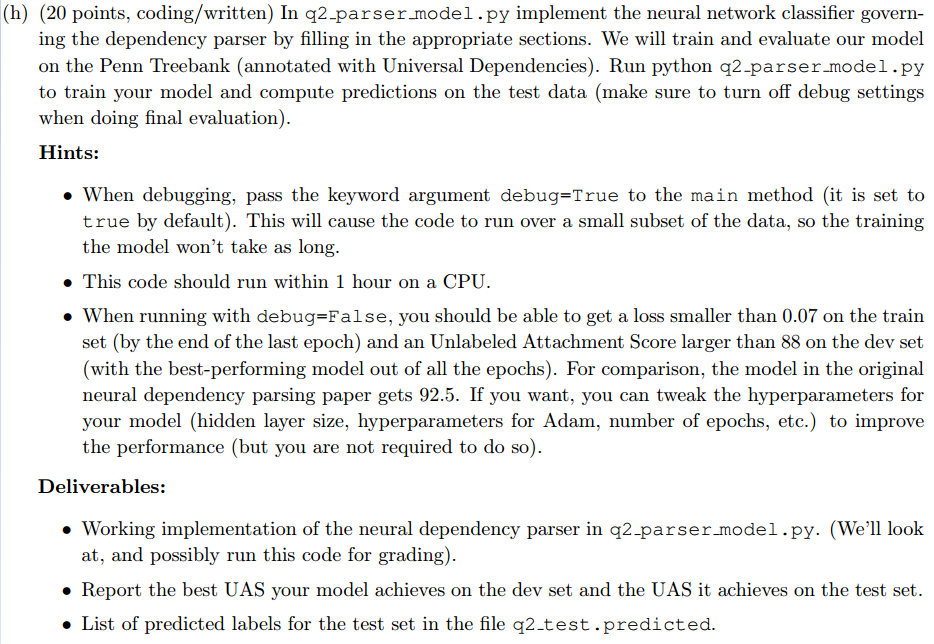 (h) (20 points, coding/written) In q2_parser_model.py implement the neural network classifier govern-
ing the dependency parser by filling in the appropriate sections. We will train and evaluate our model
on the Penn Treebank (annotated with Universal Dependencies). Run python q2_parser_model.py
to train your model and compute predictions on the test data (make sure to turn off debug settings
when doing final evaluation).
Hints:
• When debugging, pass the keyword argument debug=True to the main method (it is set to
true by default). This will cause the code to run over a small subset of the data, so the training
the model won't take as long.
• This code should run within 1 hour on a CPU.
• When running with debug=False, you should be able to get a loss smaller than 0.07 on the train
set (by the end of the last epoch) and an Unlabeled Attachment Score larger than 88 on the dev set
(with the best-performing model out of all the epochs). For comparison, the model in the original
neural dependency parsing paper gets 92.5. If you want, you can tweak the hyperparameters for
your model (hidden layer size, hyperparameters for Adam, number of epochs, etc.) to improve
the performance (but you are not required to do so).
Deliverables:
• Working implementation of the neural dependency parser in q2_parser_model.py. (We'll look
at, and possibly run this code for grading).
• Report the best UAS your model achieves on the dev set and the UAS it achieves on the test set.
• List of predicted labels for the test set in the file q2_test.predicted.